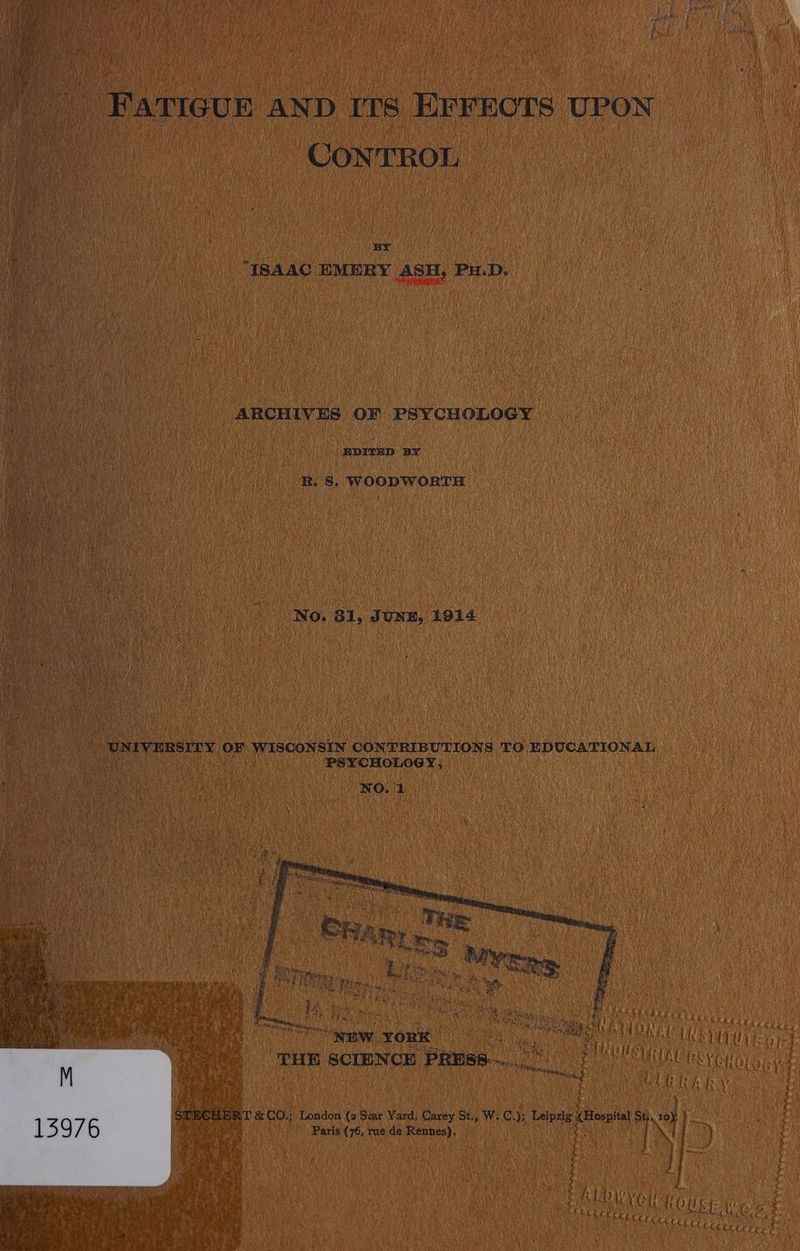 FATIGUE AND ITS EFFECTS UPON
CONTROL
BY
ISAAC EMERY ASH, PH.D.
ARCHIVES OF PSYCHOLOGY
EDITED BY
R. S. WOODWORTH
No. 31, JUNE, 1914
UNIVERSITY OF WISCONSIN CONTRIBUTIONS TO EDUCATIONAL
PSYCHOLOGY,
NO. 1
THE
CHARLES MYERS
LIBRARY
NATIONAL INSTITUTE OF
INDUSTRIAL PSYCHOLOGY
LIBRARY
NEW YORK
THE SCIENCE PRESS
STECHERT & CO.; London (2 Star Yard, Carey St., W. C.); Leipzig (Hospital St., 10);
Paris (76, rue de Rennes).
ALDWYCH HOUSE, W.C.2.
M
13976